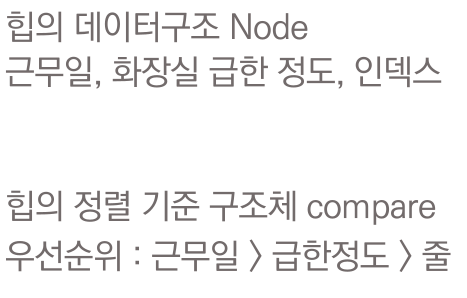 힙의 데이터구조 Node
근무일, 화장실 급한 정도, 인덱스
힙의 정렬 기준 구조체 compare
우선순위 : 근무일 > 급한정도 > 줄